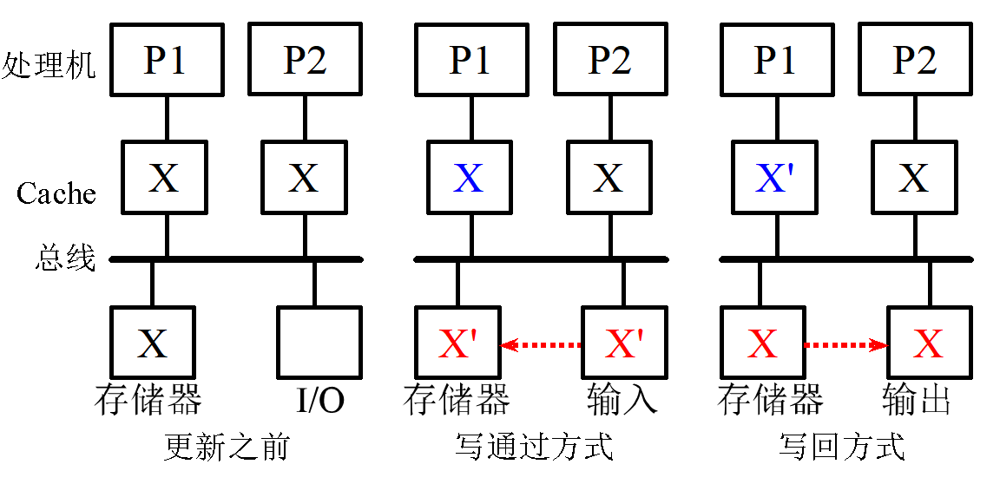 处理机 P1 P2 P1 P2 P1 P2
Cache X X X X X' X
总线
X X' X' X X
存储器 I/O 存储器 输入 存储器 输出
更新之前 写通过方式 写回方式